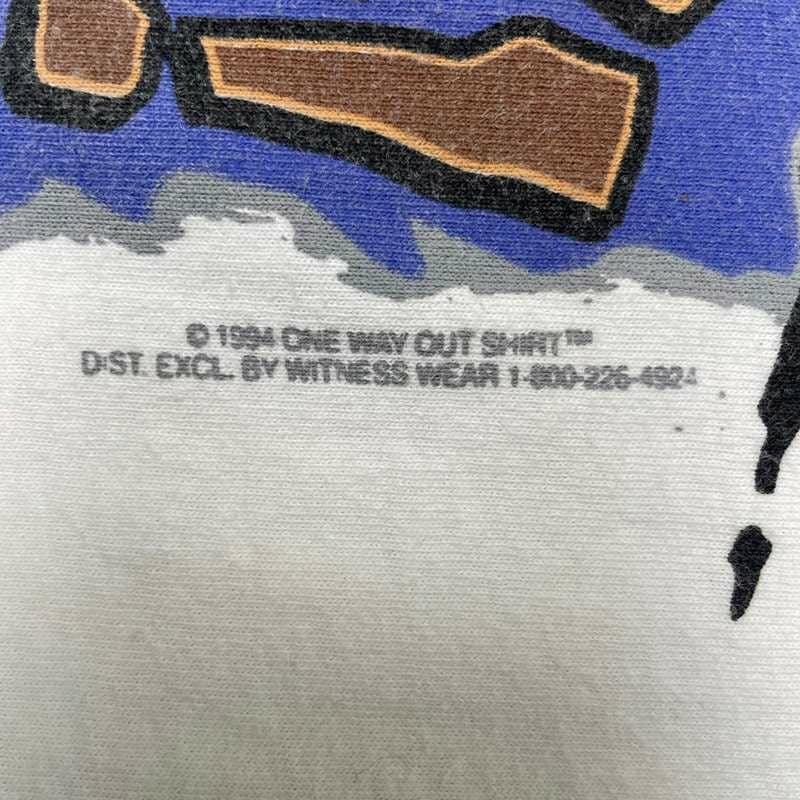 © 1994 ONE WAY OUT SHIRT™
DIST. EXCL. BY WITNESS WEAR 1-800-226-4924